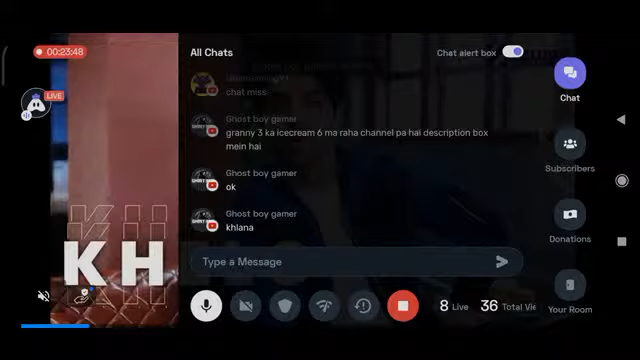 00:23:48
All Chats
Chat alert box
LIVE
chat miss
Chat
Ghost boy gamer
granny 3 ka icecream 6 ma raha channel pa hai description box
mein hai
Subscribers
Ghost boy gamer
ok
Ghost boy gamer
khlana
Donations
KH
Type a Message
8 Live
36 Total Vie
Your Room